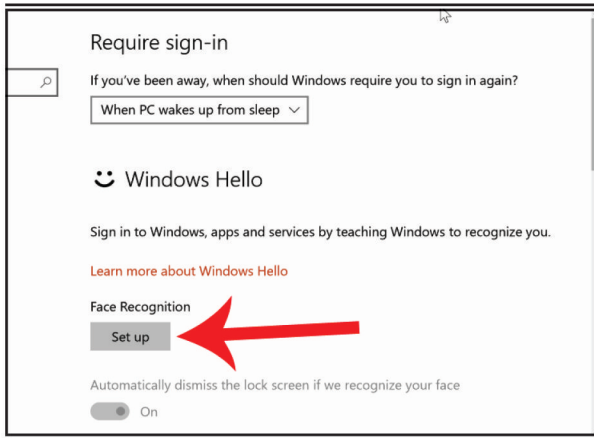 Require sign-in
If you've been away, when should Windows require you to sign in again?
When PC wakes up from sleep
Windows Hello
Sign in to Windows, apps and services by teaching Windows to recognize you.
Learn more about Windows Hello
Face Recognition
Set up
Automatically dismiss the lock screen if we recognize your face
On